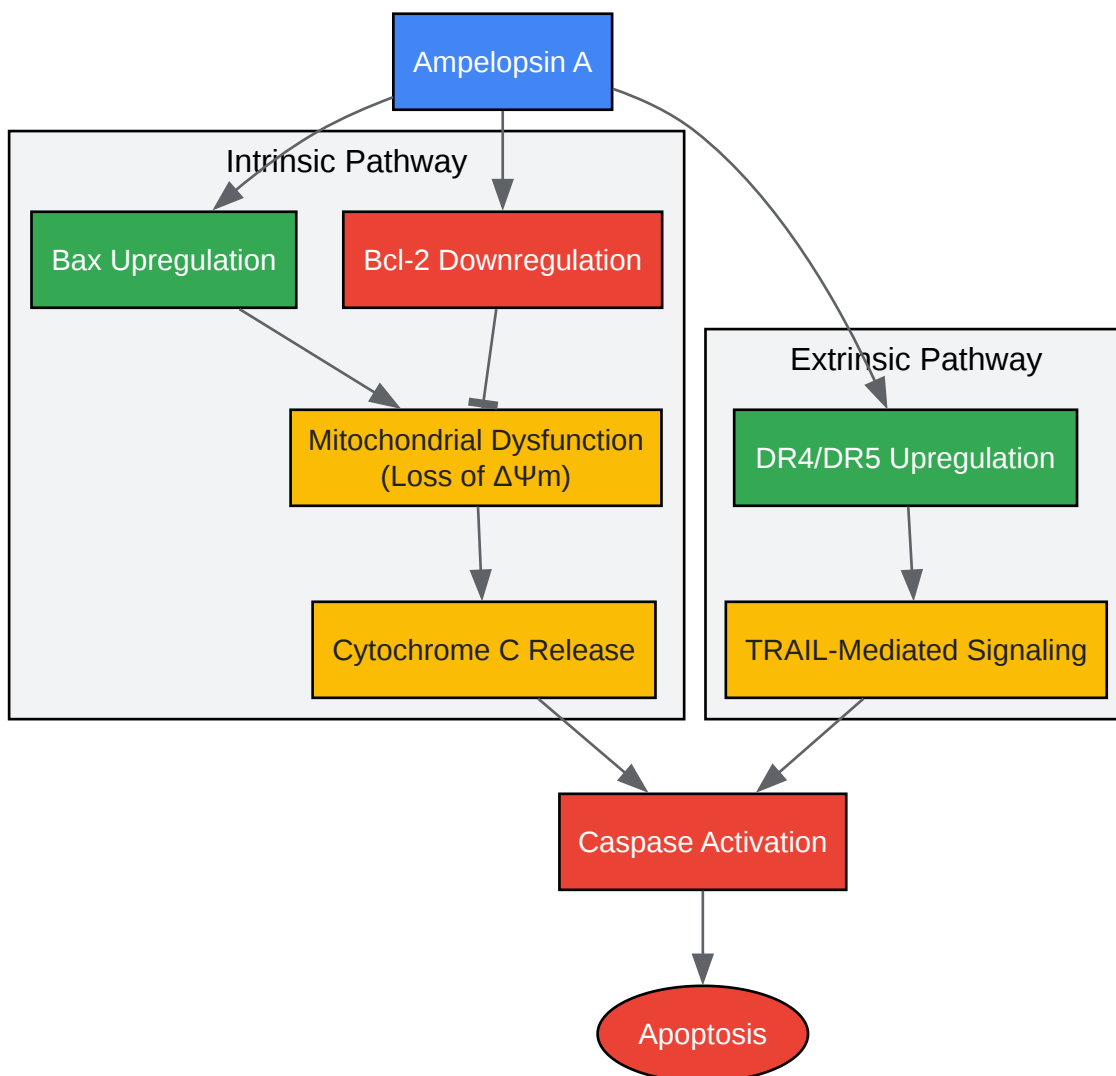 Ampelopsin A
Intrinsic Pathway
Bax Upregulation
Bcl-2 Downregulation
Mitochondrial Dysfunction
(Loss of ΔΨm)
Cytochrome C Release
Extrinsic Pathway
DR4/DR5 Upregulation
TRAIL-Mediated Signaling
Caspase Activation
Apoptosis